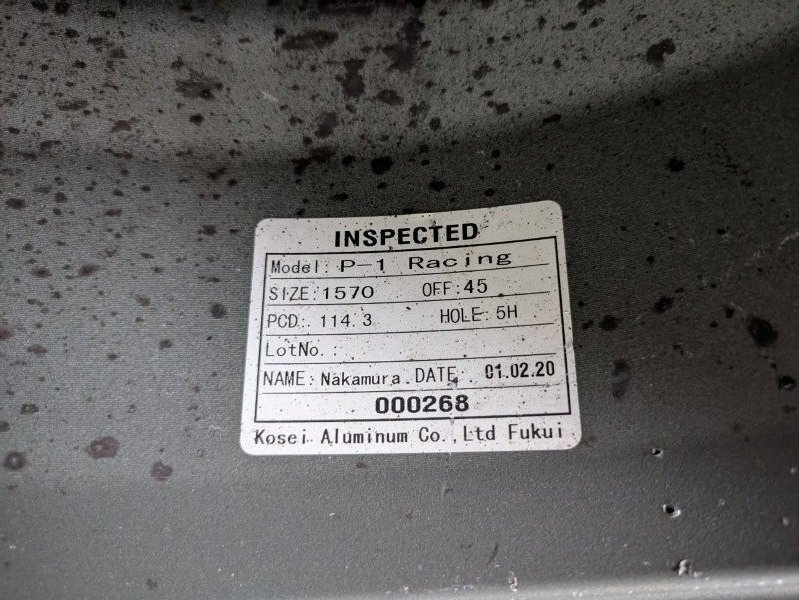 INSPECTED
Model: P-1 Racing
SIZE:1570 OFF:45
PCD: 114.3 HOLE:5H
LotNo.:
NAME: Nakamura. DATE: 01.02.20
000268
Kosei Aluminum Co.,Ltd Fukui